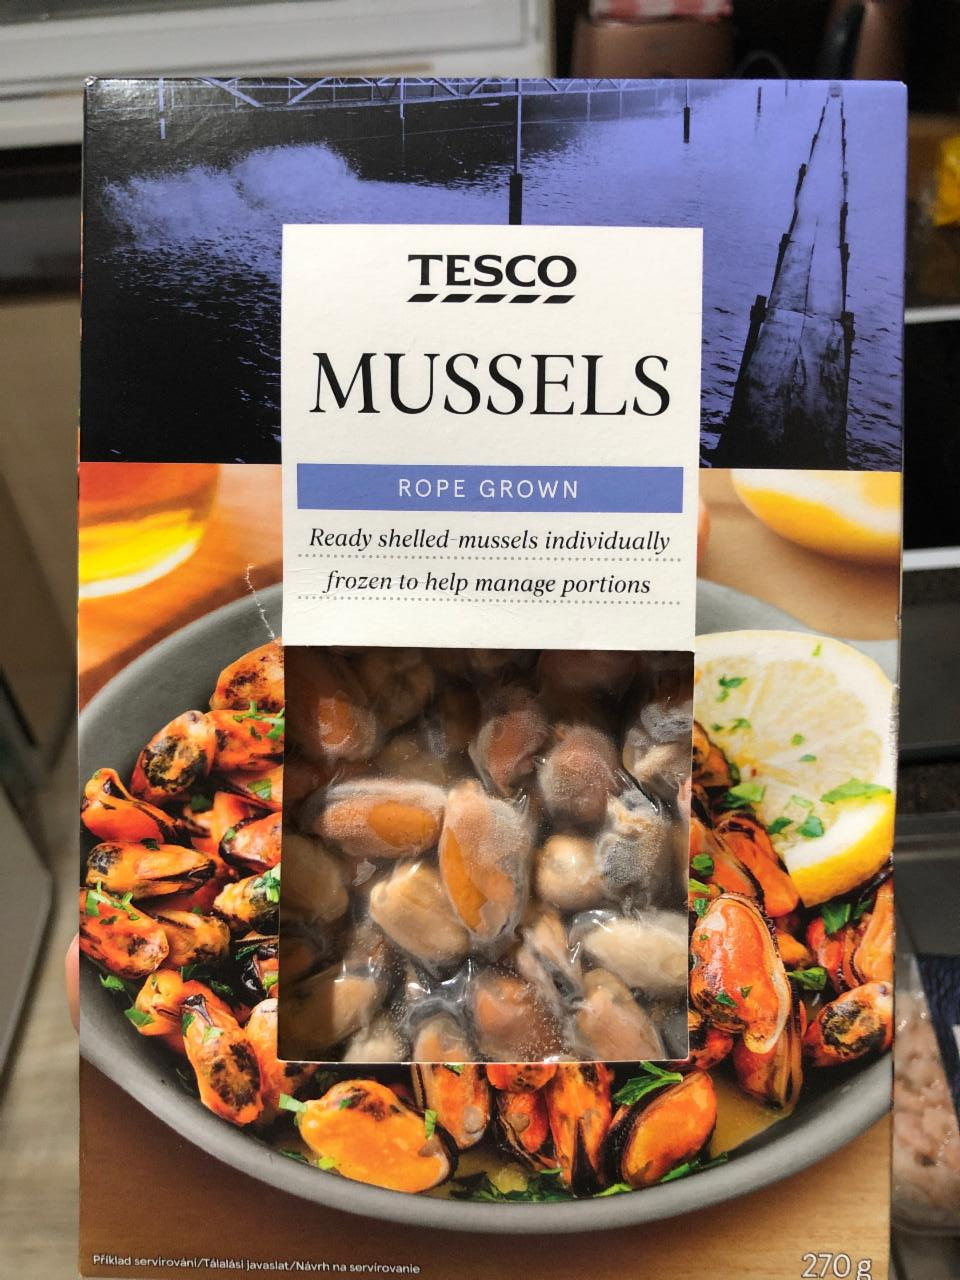 TESCO
MUSSELS
ROPE GROWN
Ready shelled mussels individually
frozen to help manage portions
Příklad servírování/Tálalási javaslat/Návrh na servírovanie
270 g